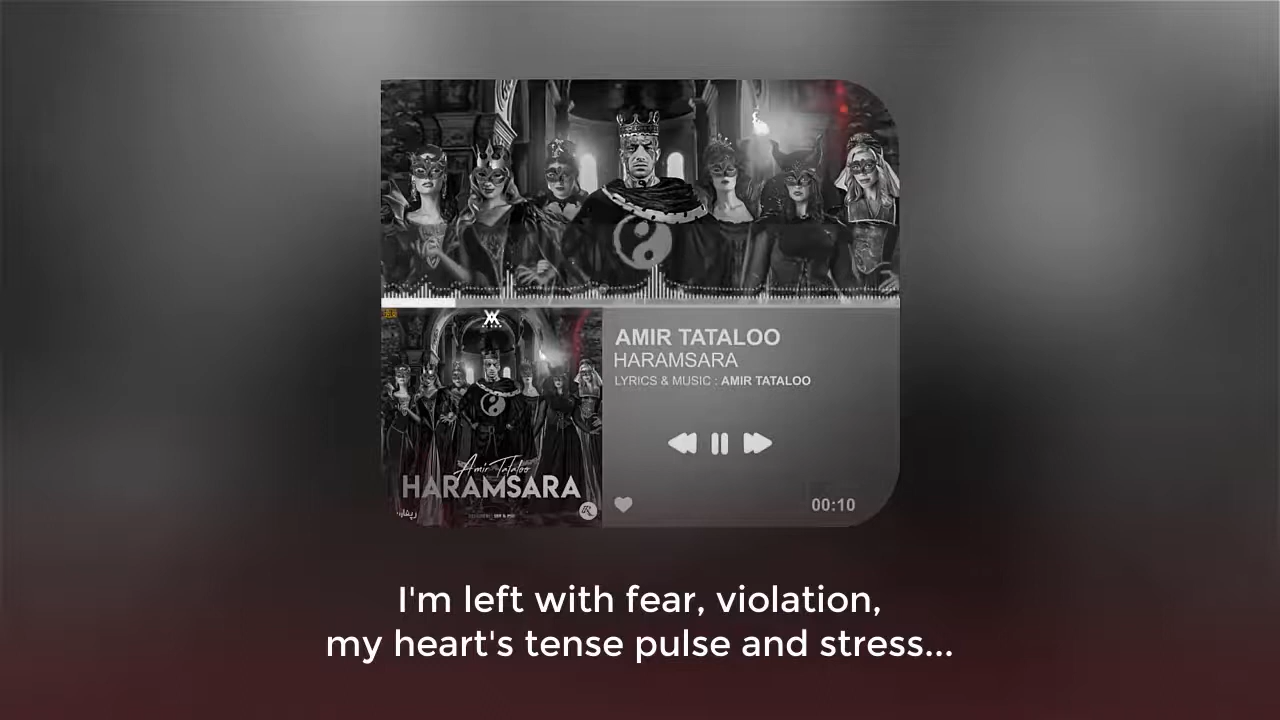 AMIR TATALOO
HARAMSARA
LYRICS & MUSIC : AMIR TATALOO
Amir Tataloo
HARAMSARA
00:10
I'm left with fear, violation,
my heart's tense pulse and stress...